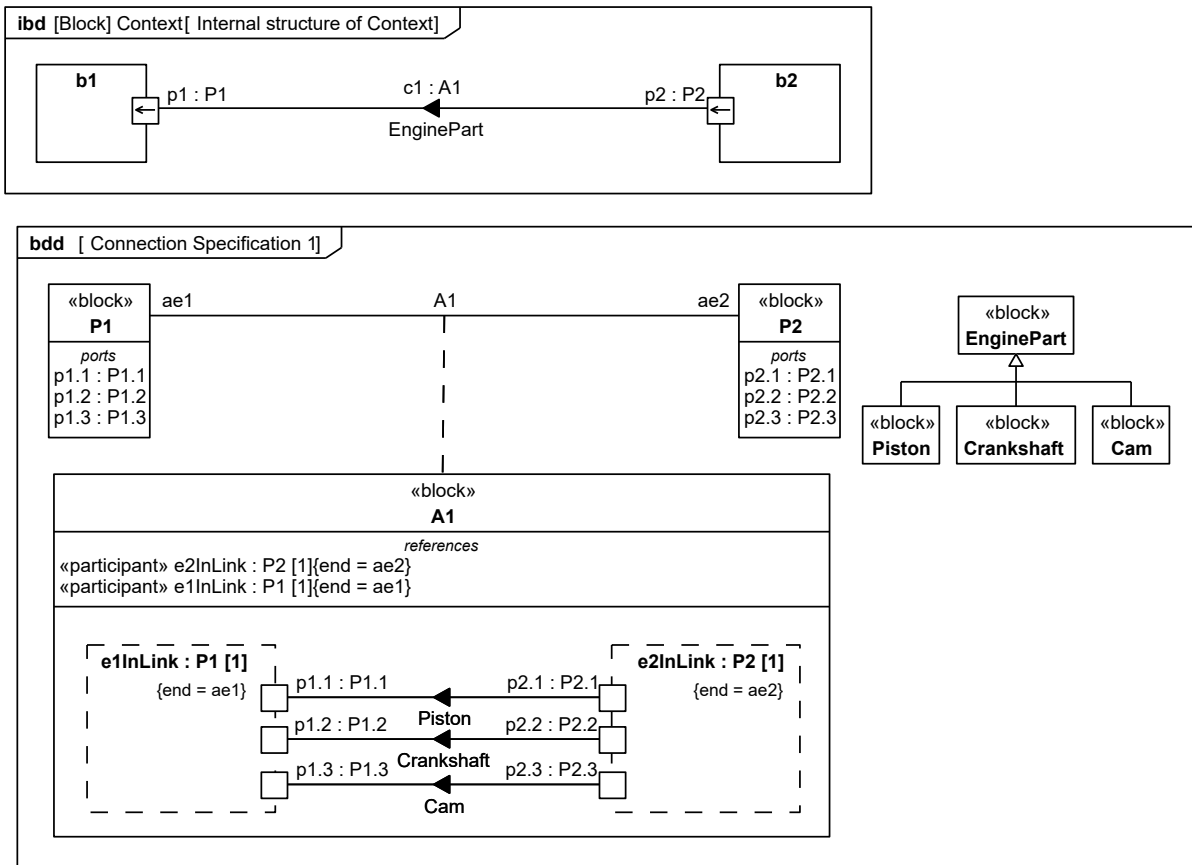 ibd [Block] Context[ Internal structure of Context]
b1
p1 : P1
c1 : A1
EnginePart
p2 : P2
b2
bdd [ Connection Specification 1]
«block»
P1
ports
p1.1 : P1.1
p1.2 : P1.2
p1.3 : P1.3
ae1
A1
ae2
«block»
P2
ports
p2.1 : P2.1
p2.2 : P2.2
p2.3 : P2.3
«block»
EnginePart
«block»
Piston
«block»
Crankshaft
«block»
Cam
«block»
A1
references
«participant» e2InLink : P2 [1]{end = ae2}
«participant» e1InLink : P1 [1]{end = ae1}
e1InLink : P1 [1]
{end = ae1}
e2InLink : P2 [1]
{end = ae2}
p1.1 : P1.1
p2.1 : P2.1
Piston
p1.2 : P1.2
p2.2 : P2.2
Crankshaft
p1.3 : P1.3
p2.3 : P2.3
Cam